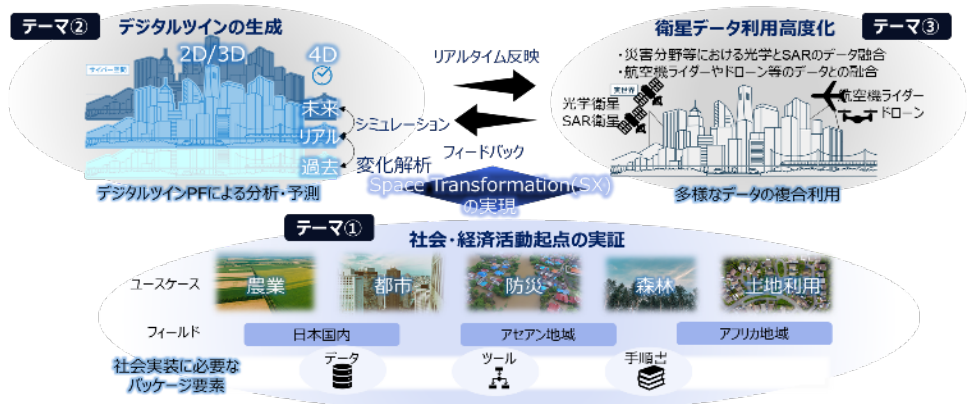 テーマ②
デジタルツインの生成
2D/3D
4D
サイバー空間
未来
リアル
過去
シミュレーション
変化解析
デジタルツインPFによる分析・予測
リアルタイム反映
フィードバック
Space Transformation(SX)
の実現
衛星データ利用高度化
テーマ③
・災害分野等における光学とSARのデータ融合
・航空機ライダーやドローン等のデータとの融合
実世界
光学衛星
SAR衛星
航空機ライダー
ドローン
多様なデータの複合利用
テーマ①
社会・経済活動起点の実証
ユースケース
農業
都市
防災
森林
土地利用
フィールド
日本国内
アセアン地域
アフリカ地域
社会実装に必要な
パッケージ要素
データ
ツール
手順書